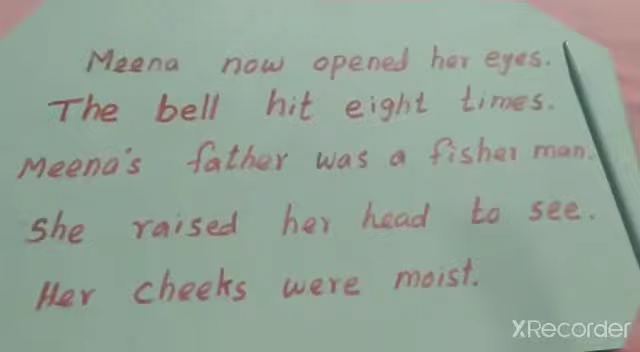 Meena now opened her eyes.
The bell hit eight times.
Meena's father was a fisher man.
She raised her head to see.
Her cheeks were moist.
XRecorder